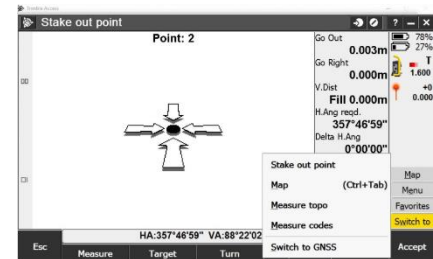 Trimble Access
Stake out point
? – X
Point: 2
Go Out
0.003m
Go Right
0.000m
V.Dist
Fill 0.000m
H.Ang reqd.
357°46'59"
Delta H.Ang
0°00'00"
78%
27%
T
1.600
+0
0.000
Stake out point
Map (Ctrl+Tab)
Measure topo
Measure codes
Switch to GNSS
Map
Menu
Favorites
Switch to
HA:357°46'59" VA:88°22'02
Esc
Measure
Target
Turn
Accept